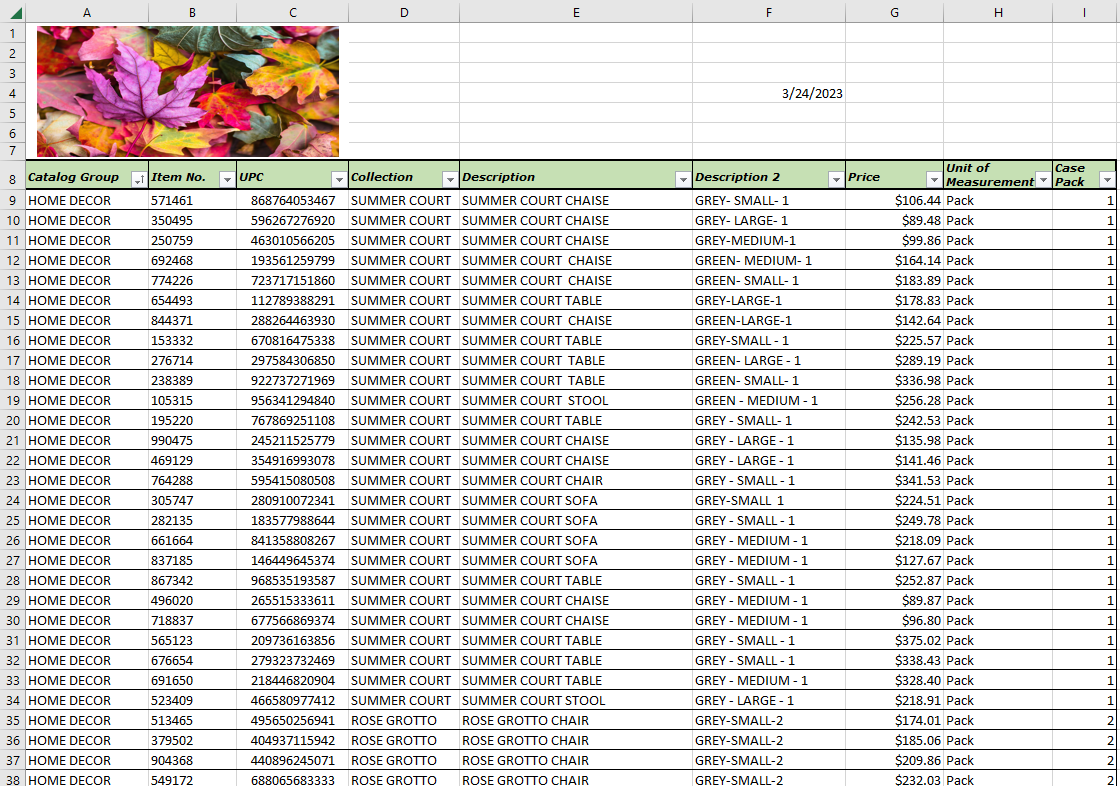 A B C D E F G H I
1
2
3
4 3/24/2023
5
6
7
8 Catalog Group Item No. UPC Collection Description Description 2 Price Unit of Measurement Case Pack
9 HOME DECOR 571461 868764053467 SUMMER COURT SUMMER COURT CHAISE GREY- SMALL- 1 $106.44 Pack 1
10 HOME DECOR 350495 596267276920 SUMMER COURT SUMMER COURT CHAISE GREY- LARGE- 1 $89.48 Pack 1
11 HOME DECOR 250759 463010566205 SUMMER COURT SUMMER COURT CHAISE GREY-MEDIUM-1 $99.86 Pack 1
12 HOME DECOR 692468 193561259799 SUMMER COURT SUMMER COURT  CHAISE GREEN- MEDIUM- 1 $164.14 Pack 1
13 HOME DECOR 774226 723717151860 SUMMER COURT SUMMER COURT  CHAISE GREEN- SMALL- 1 $183.89 Pack 1
14 HOME DECOR 654493 112789388291 SUMMER COURT SUMMER COURT TABLE GREY-LARGE-1 $178.83 Pack 1
15 HOME DECOR 844371 288264463930 SUMMER COURT SUMMER COURT  CHAISE GREEN-LARGE-1 $142.64 Pack 1
16 HOME DECOR 153332 670816475338 SUMMER COURT SUMMER COURT TABLE GREY-SMALL - 1 $225.57 Pack 1
17 HOME DECOR 276714 297584306850 SUMMER COURT SUMMER COURT  TABLE GREEN- LARGE - 1 $289.19 Pack 1
18 HOME DECOR 238389 922737271969 SUMMER COURT SUMMER COURT  TABLE GREEN- SMALL- 1 $336.98 Pack 1
19 HOME DECOR 105315 956341294840 SUMMER COURT SUMMER COURT  STOOL GREEN - MEDIUM - 1 $256.28 Pack 1
20 HOME DECOR 195220 767869251108 SUMMER COURT SUMMER COURT TABLE GREY - SMALL- 1 $242.53 Pack 1
21 HOME DECOR 990475 245211525779 SUMMER COURT SUMMER COURT CHAISE GREY - LARGE - 1 $135.98 Pack 1
22 HOME DECOR 469129 354916993078 SUMMER COURT SUMMER COURT CHAISE GREY - LARGE - 1 $141.46 Pack 1
23 HOME DECOR 764288 595415080508 SUMMER COURT SUMMER COURT CHAIR GREY - SMALL - 1 $341.53 Pack 1
24 HOME DECOR 305747 280910072341 SUMMER COURT SUMMER COURT SOFA GREY-SMALL  1 $224.51 Pack 1
25 HOME DECOR 282135 183577988644 SUMMER COURT SUMMER COURT SOFA GREY - SMALL - 1 $249.78 Pack 1
26 HOME DECOR 661664 841358808267 SUMMER COURT SUMMER COURT SOFA GREY - MEDIUM - 1 $218.09 Pack 1
27 HOME DECOR 837185 146449645374 SUMMER COURT SUMMER COURT SOFA GREY - MEDIUM - 1 $127.67 Pack 1
28 HOME DECOR 867342 968535193587 SUMMER COURT SUMMER COURT TABLE GREY - SMALL - 1 $252.87 Pack 1
29 HOME DECOR 496020 265515333611 SUMMER COURT SUMMER COURT CHAISE GREY - MEDIUM - 1 $89.87 Pack 1
30 HOME DECOR 718837 677566869374 SUMMER COURT SUMMER COURT CHAISE GREY - MEDIUM - 1 $96.80 Pack 1
31 HOME DECOR 565123 209736163856 SUMMER COURT SUMMER COURT TABLE GREY - SMALL - 1 $375.02 Pack 1
32 HOME DECOR 676654 279323732469 SUMMER COURT SUMMER COURT TABLE GREY - SMALL - 1 $338.43 Pack 1
33 HOME DECOR 691650 218446820904 SUMMER COURT SUMMER COURT TABLE GREY - MEDIUM - 1 $328.40 Pack 1
34 HOME DECOR 523409 466580977412 SUMMER COURT SUMMER COURT STOOL GREY - LARGE - 1 $218.91 Pack 1
35 HOME DECOR 513465 495650256941 ROSE GROTTO ROSE GROTTO CHAIR GREY-SMALL-2 $174.01 Pack 2
36 HOME DECOR 379502 404937115942 ROSE GROTTO ROSE GROTTO CHAIR GREY-SMALL-2 $185.06 Pack 2
37 HOME DECOR 904368 440896245071 ROSE GROTTO ROSE GROTTO CHAIR GREY-SMALL-2 $209.86 Pack 2
38 HOME DECOR 549172 688065683333 ROSE GROTTO ROSE GROTTO CHAIR GREY-SMALL-2 $232.03 Pack 2